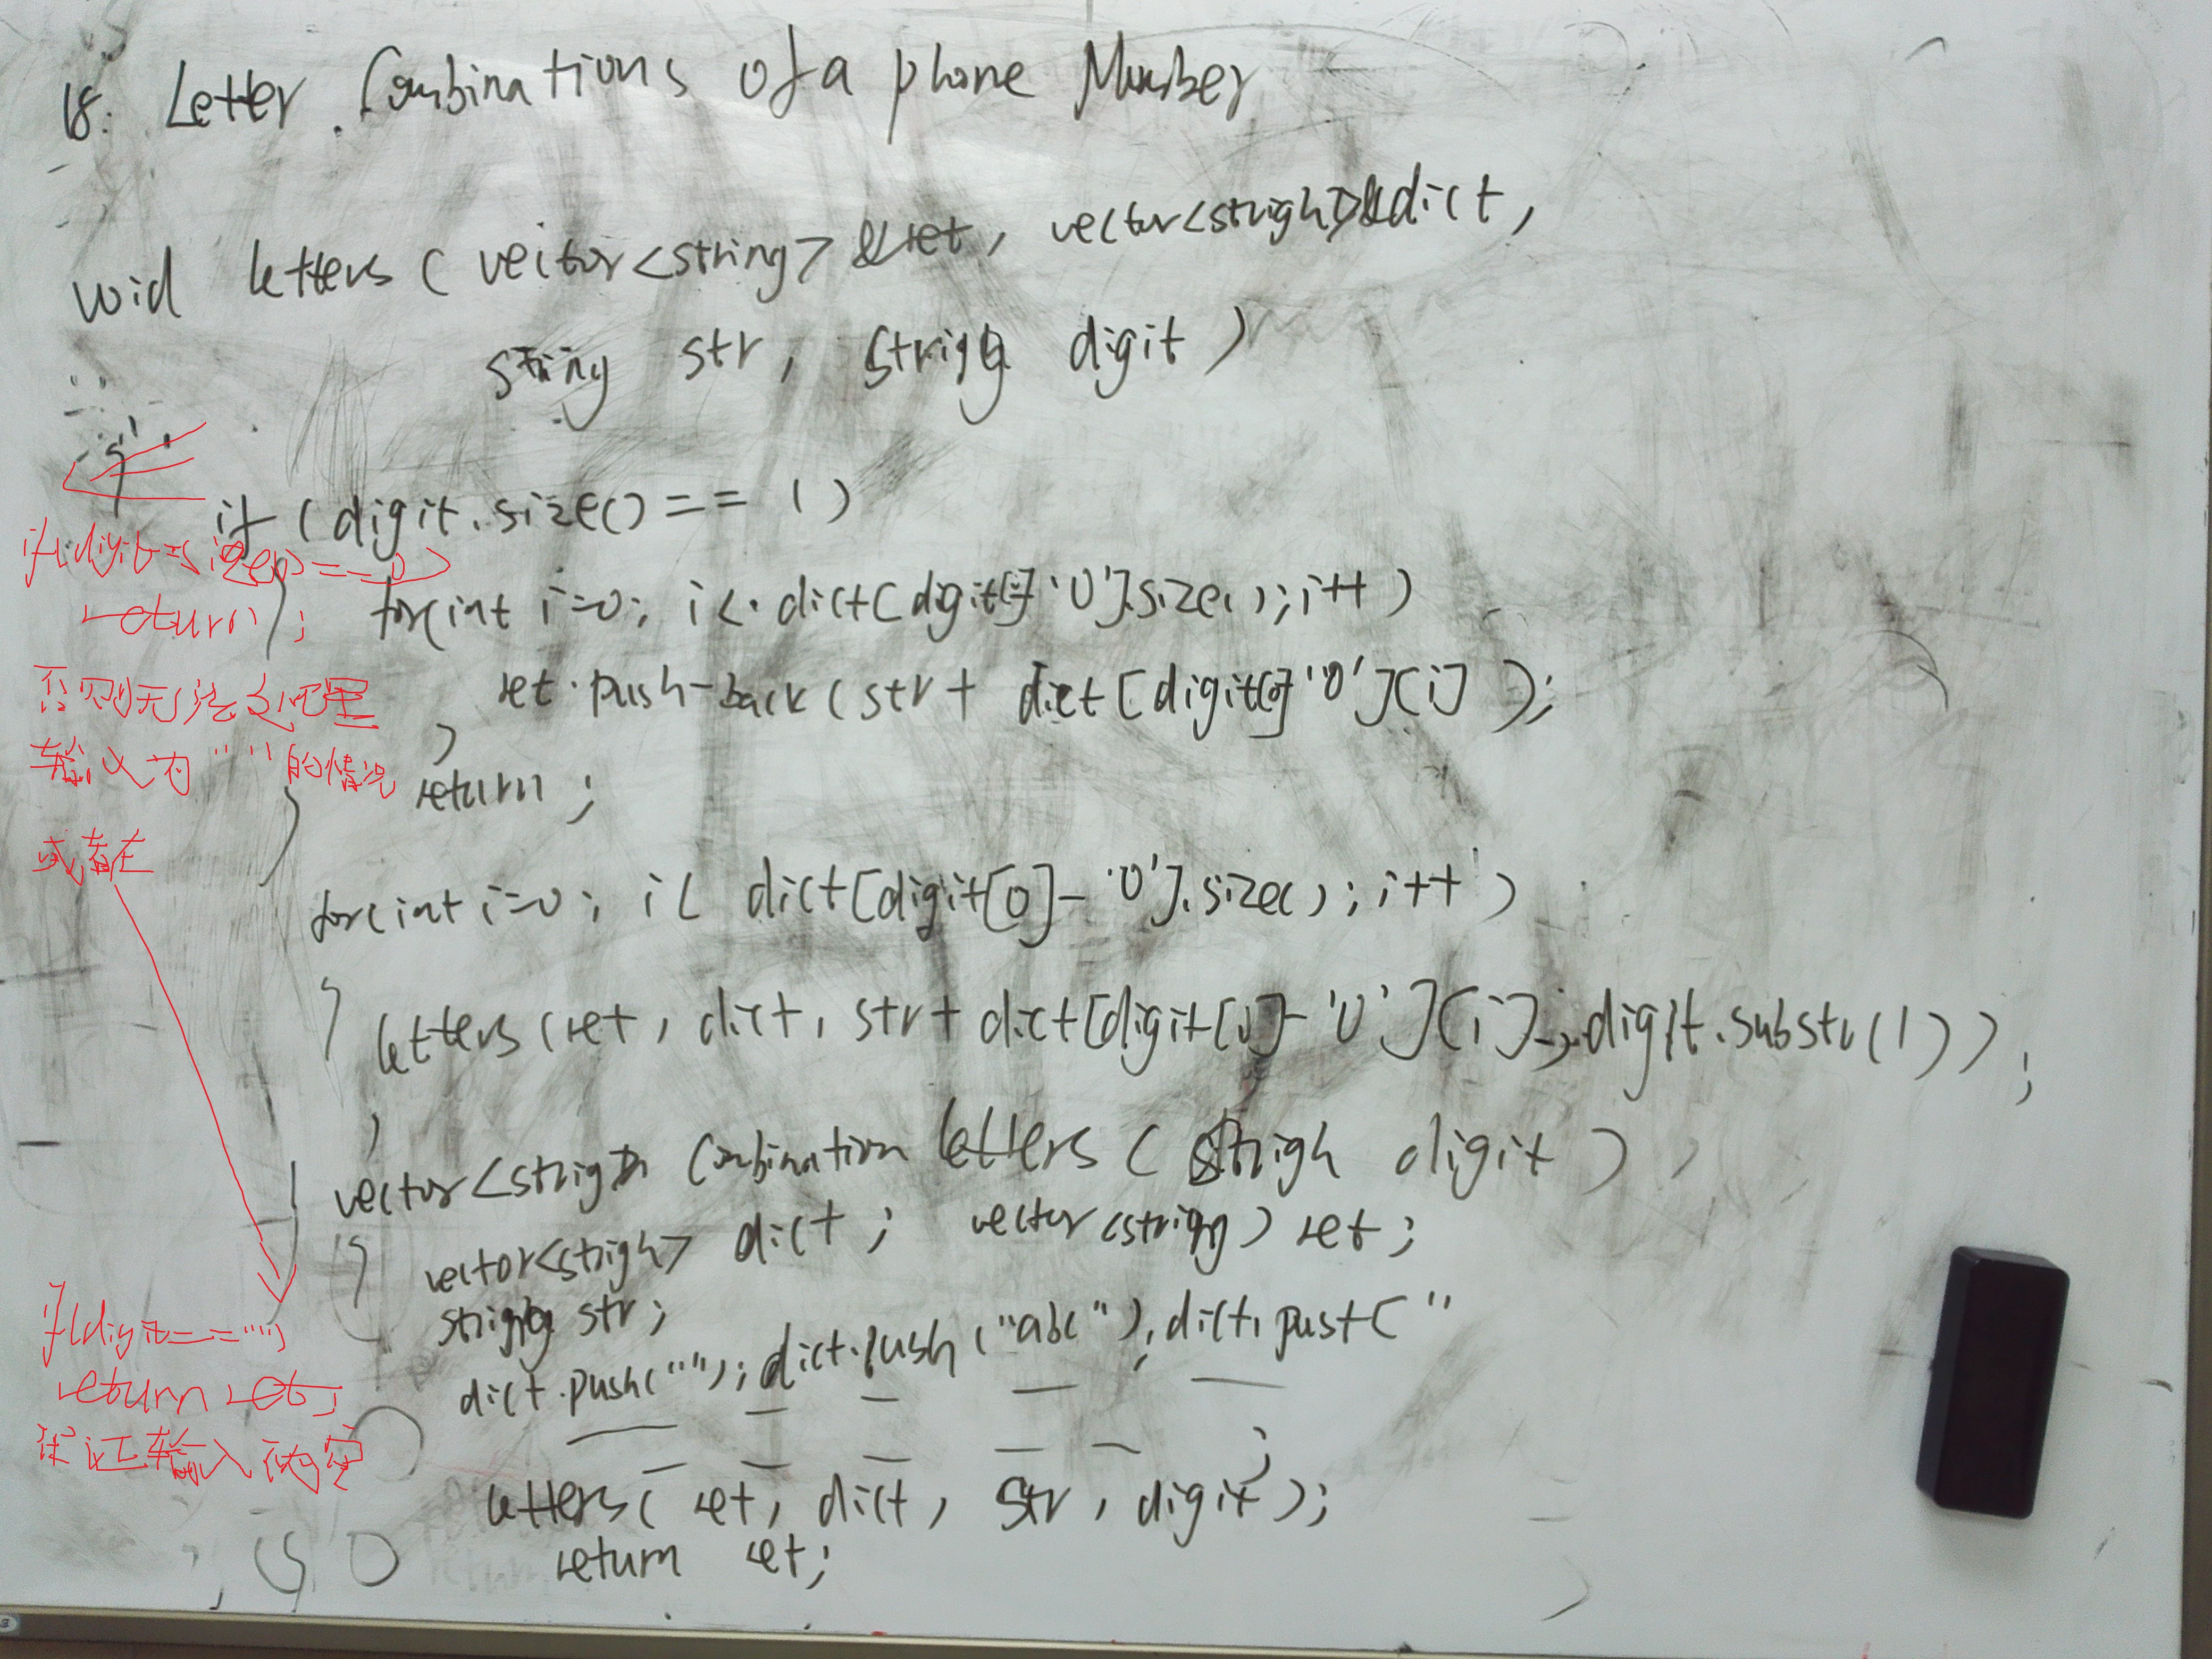 18. Letter Combinations of a phone Number
void letters ( vector<string> &ret, vector<string>&dict,
string str, string digit )
{
if (digit.size() == 1)
if(digit.size()==0)
return;
否则无法处理
输入为""的情况
或者在
{ for(int i=0; i< dict[digit[0]-'0'].size(); i++)
ret.push-back(str+ dict[digit[0]-'0'][i] );
}
return ;
}
for(int i=0; i< dict[digit[0]-'0'].size(); i++)
{ letters(ret, dict, str+dict[digit[0]-'0'][i], digit.substr(1));
}
}
vector<string> Combination letters ( string digit )
{ vector<string> dict ; vector<string> ret;
string str;
dict.push(""); dict.push("abc"); dict.push("
if(digit=="")
return ret;
保证输入不为空
letters( ret, dict, str, digit );
return ret;
}